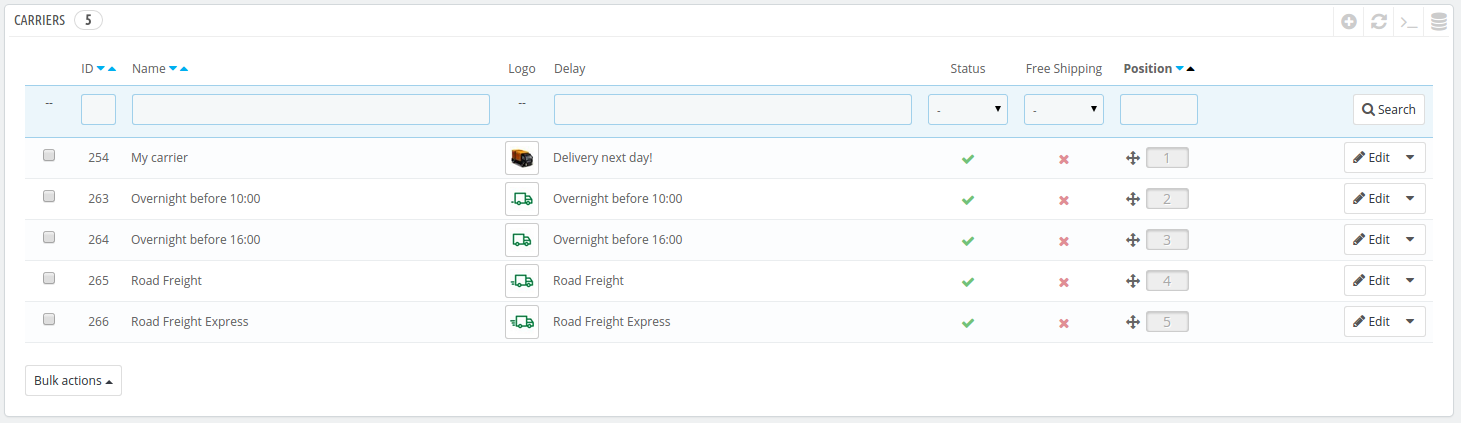 CARRIERS 5
ID Name Logo Delay Status Free Shipping Position
-- -- - - Search
254 My carrier Delivery next day! 1 Edit
263 Overnight before 10:00 Overnight before 10:00 2 Edit
264 Overnight before 16:00 Overnight before 16:00 3 Edit
265 Road Freight Road Freight 4 Edit
266 Road Freight Express Road Freight Express 5 Edit
Bulk actions